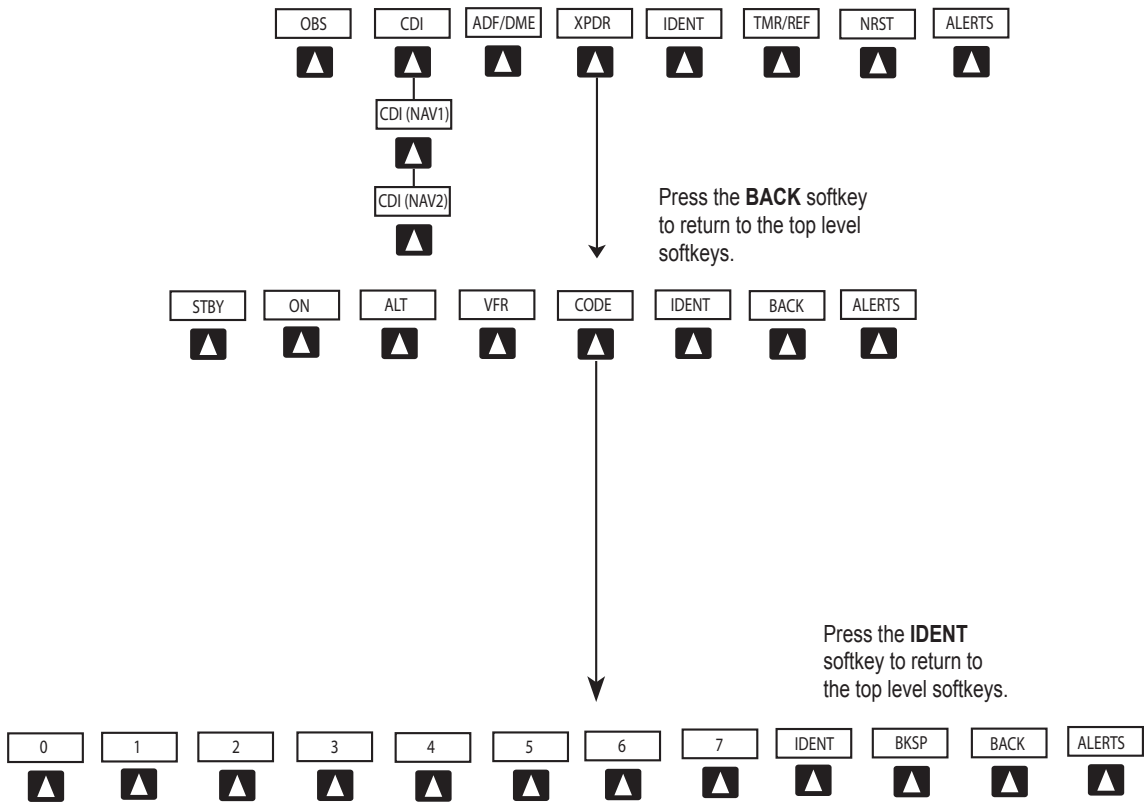 OBS CDI ADF/DME XPDR IDENT TMR/REF NRST ALERTS
CDI (NAV1)
CDI (NAV2)
Press the BACK softkey
to return to the top level
softkeys.
STBY ON ALT VFR CODE IDENT BACK ALERTS
Press the IDENT
softkey to return to
the top level softkeys.
0 1 2 3 4 5 6 7 IDENT BKSP BACK ALERTS